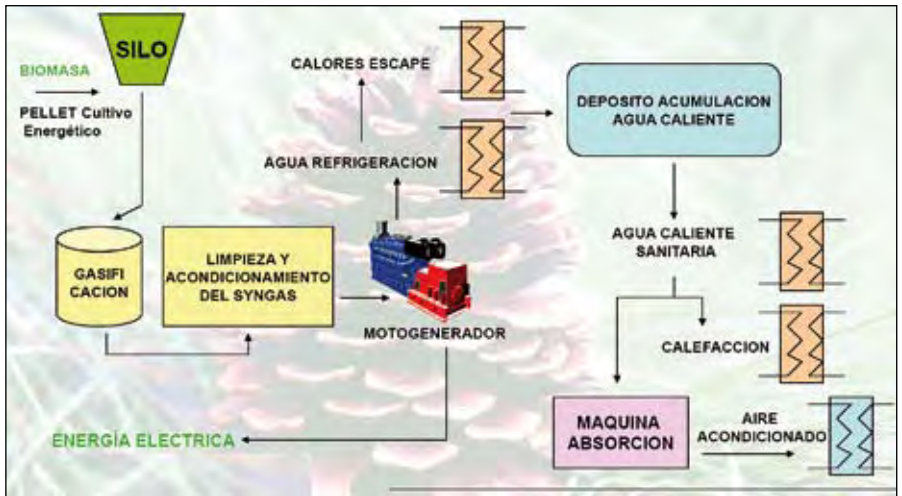 SILO
BIOMASA
PELLET Cultivo
Energético
GASIFI
CACION
LIMPIEZA Y
ACONDICIONAMIENTO
DEL SYNGAS
CALORES ESCAPE
AGUA REFRIGERACION
MOTOGENERADOR
ENERGÍA ELECTRICA
DEPOSITO ACUMULACION
AGUA CALIENTE
AGUA CALIENTE
SANITARIA
CALEFACCION
MAQUINA
ABSORCION
AIRE
ACONDICIONADO